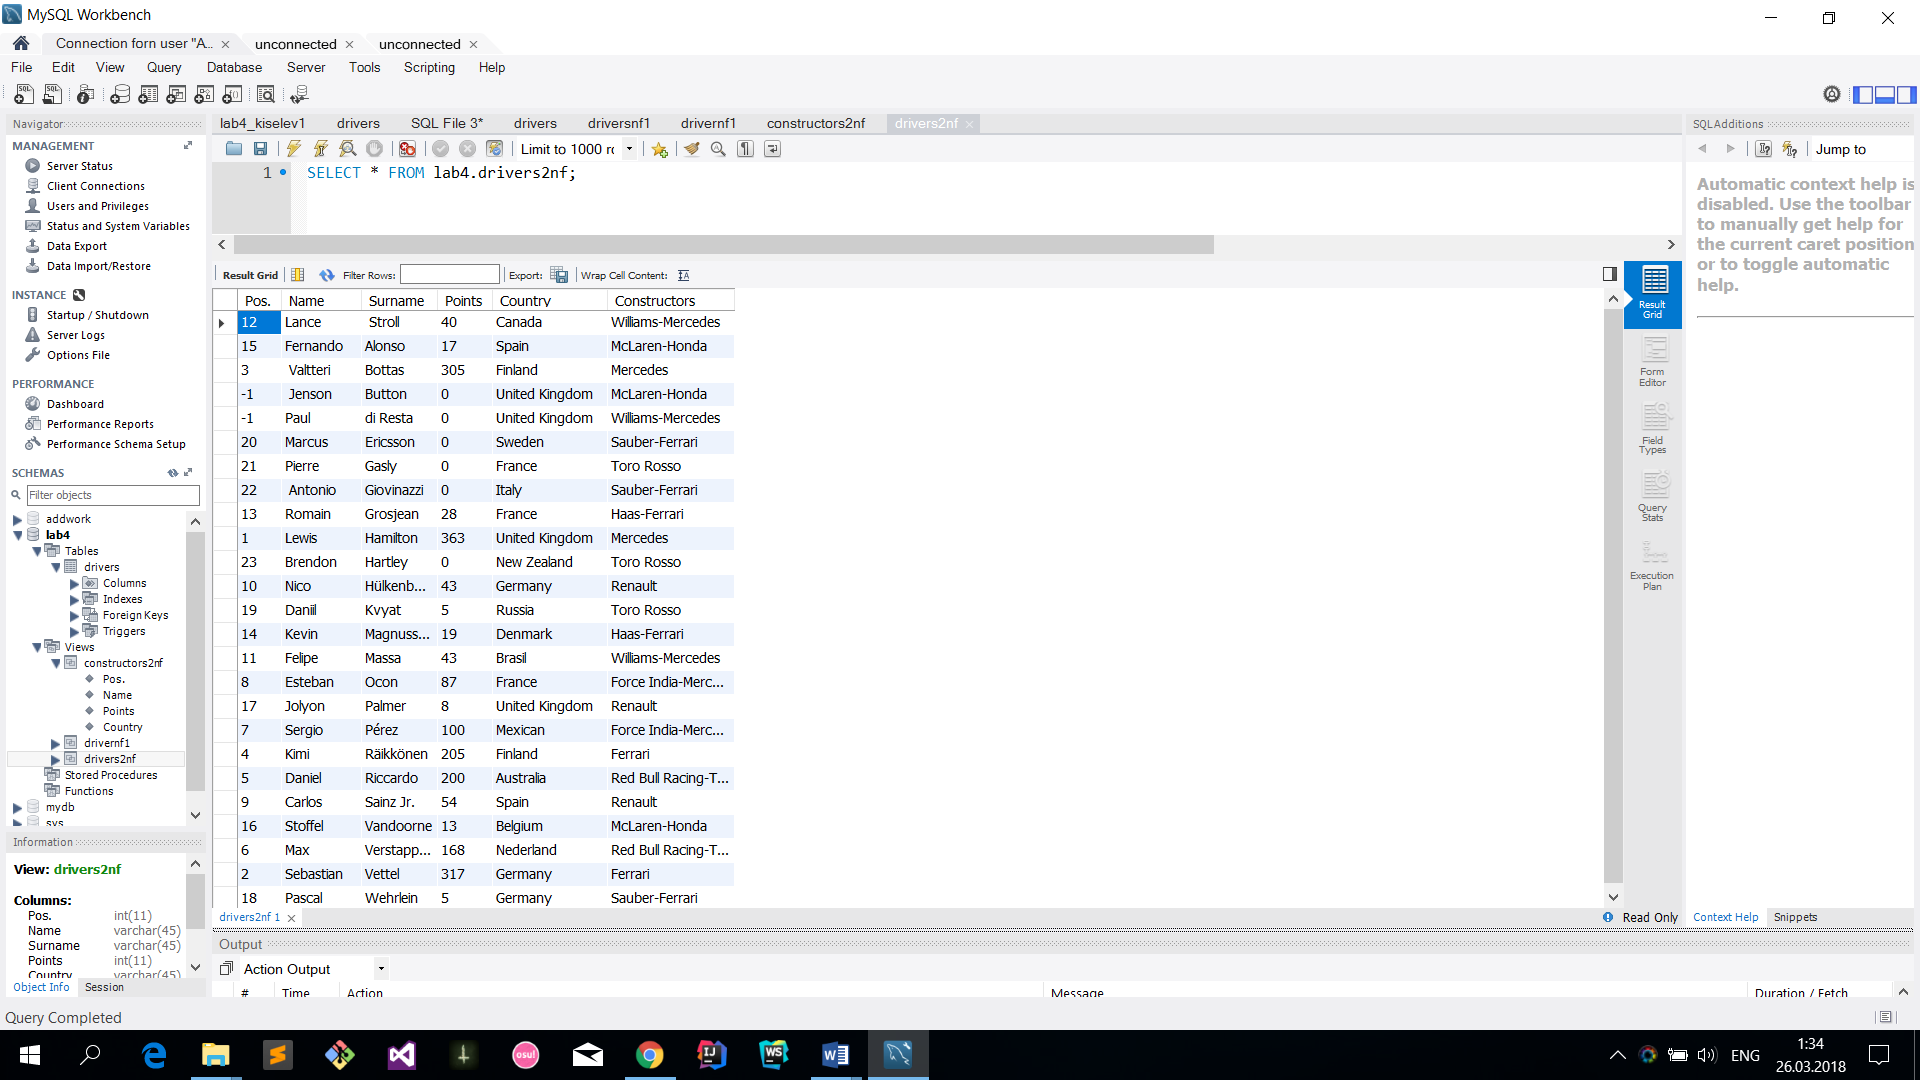 MySQL Workbench
Connection forn user "A... × unconnected × unconnected ×
File Edit View Query Database Server Tools Scripting Help
Navigator
MANAGEMENT
Server Status
Client Connections
Users and Privileges
Status and System Variables
Data Export
Data Import/Restore
INSTANCE
Startup / Shutdown
Server Logs
Options File
PERFORMANCE
Dashboard
Performance Reports
Performance Schema Setup
SCHEMAS
Filter objects
addwork
lab4
Tables
drivers
Columns
Indexes
Foreign Keys
Triggers
Views
constructors2nf
Pos.
Name
Points
Country
drivernf1
drivers2nf
Stored Procedures
Functions
mydb
sys
Information
View: drivers2nf
Columns:
Pos. int(11)
Name varchar(45)
Surname varchar(45)
Points int(11)
Country varchar(45)
Object Info Session
lab4_kiselev1 drivers SQL File 3* drivers driversnf1 drivernf1 constructors2nf drivers2nf ×
Limit to 1000 r
1 SELECT * FROM lab4.drivers2nf;
Result Grid Filter Rows: Export: Wrap Cell Content:
Pos. Name Surname Points Country Constructors
12 Lance Stroll 40 Canada Williams-Mercedes
15 Fernando Alonso 17 Spain McLaren-Honda
3 Valtteri Bottas 305 Finland Mercedes
-1 Jenson Button 0 United Kingdom McLaren-Honda
-1 Paul di Resta 0 United Kingdom Williams-Mercedes
20 Marcus Ericsson 0 Sweden Sauber-Ferrari
21 Pierre Gasly 0 France Toro Rosso
22 Antonio Giovinazzi 0 Italy Sauber-Ferrari
13 Romain Grosjean 28 France Haas-Ferrari
1 Lewis Hamilton 363 United Kingdom Mercedes
23 Brendon Hartley 0 New Zealand Toro Rosso
10 Nico Hülkenb... 43 Germany Renault
19 Daniil Kvyat 5 Russia Toro Rosso
14 Kevin Magnuss... 19 Denmark Haas-Ferrari
11 Felipe Massa 43 Brasil Williams-Mercedes
8 Esteban Ocon 87 France Force India-Merc...
17 Jolyon Palmer 8 United Kingdom Renault
7 Sergio Pérez 100 Mexican Force India-Merc...
4 Kimi Räikkönen 205 Finland Ferrari
5 Daniel Riccardo 200 Australia Red Bull Racing-T...
9 Carlos Sainz Jr. 54 Spain Renault
16 Stoffel Vandoorne 13 Belgium McLaren-Honda
6 Max Verstapp... 168 Nederland Red Bull Racing-T...
2 Sebastian Vettel 317 Germany Ferrari
18 Pascal Wehrlein 5 Germany Sauber-Ferrari
Result Grid
Form Editor
Field Types
Query Stats
Execution Plan
drivers2nf 1 × Read Only
Output
Action Output
# Time Action Message Duration / Fetch
SQLAdditions
Jump to
Automatic context help is
disabled. Use the toolbar
to manually get help for
the current caret position
or to toggle automatic
help.
Context Help Snippets
Query Completed
osu!
ENG
1:34
26.03.2018